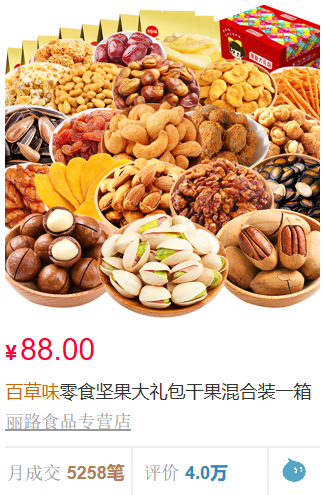 ¥88.00
百草味零食坚果大礼包干果混合装一箱
丽路食品专营店
月成交 5258笔
评价 4.0万